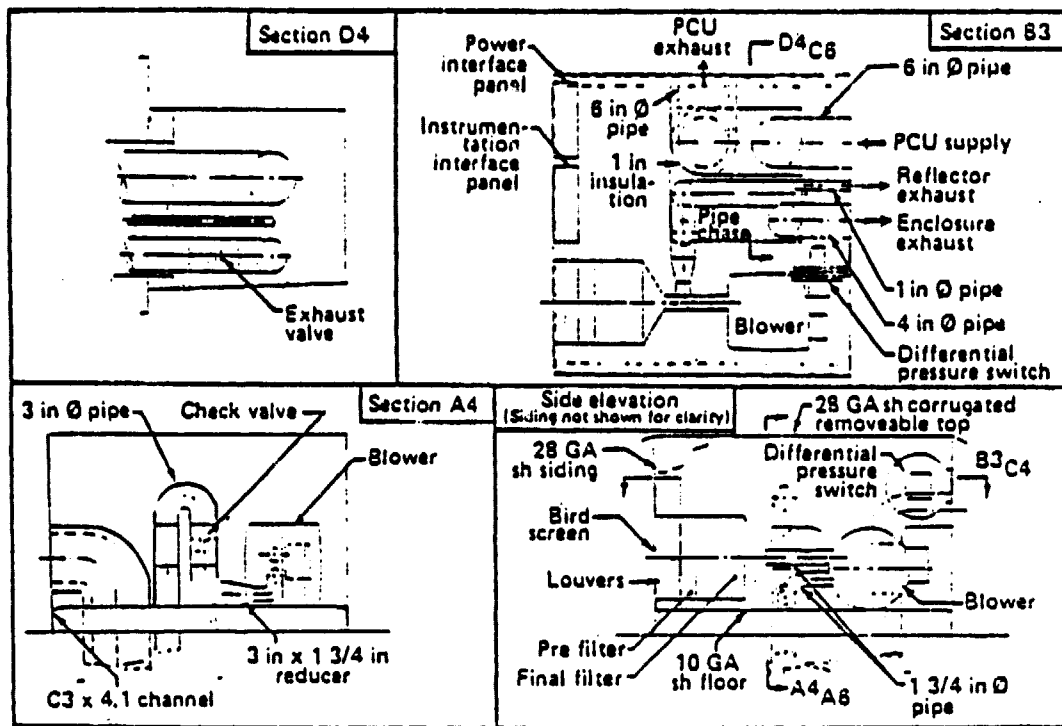 Section D4
Exhaust
valve
Section B3
Power
interface
panel
PCU
exhaust
D4
C6
6 in Ø pipe
6 in Ø
pipe
Instrumen-
tation
interface
panel
PCU supply
1 in
insula-
tion
Reflector
exhaust
Enclosure
exhaust
Pipe
chase
1 in Ø pipe
Blower
4 in Ø pipe
Differential
pressure switch
Section A4
3 in Ø pipe
Check valve
Blower
3 in x 1 3/4 in
reducer
C3 x 4.1 channel
Side elevation
(Siding not shown for clarity)
28 GA sh corrugated
removeable top
28 GA
sh siding
Differential
pressure
switch
B3
C4
Bird
screen
Louvers
Blower
Pre filter
Final filter
10 GA
sh floor
A4
A6
1 3/4 in Ø
pipe